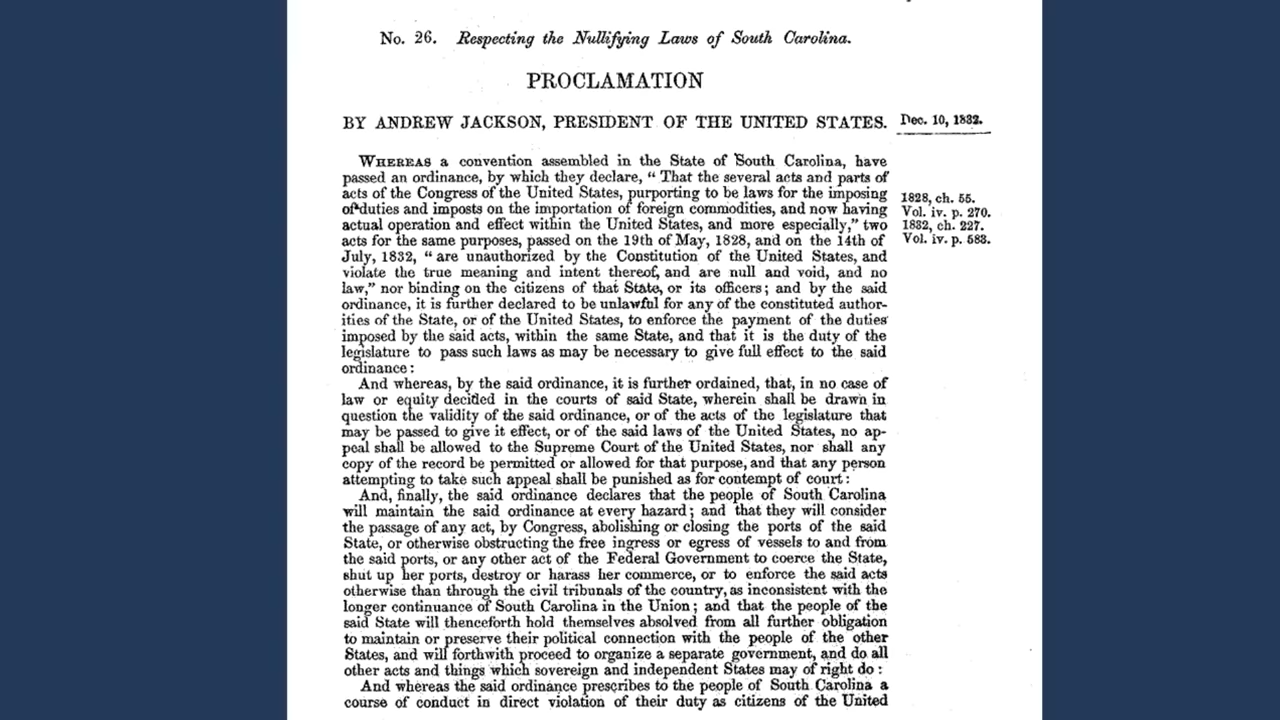 No. 26. Respecting the Nullifying Laws of South Carolina.
PROCLAMATION
BY ANDREW JACKSON, PRESIDENT OF THE UNITED STATES.
Dec. 10, 1832.
WHEREAS a convention assembled in the State of South Carolina, have
passed an ordinance, by which they declare, “ That the several acts and parts of
acts of the Congress of the United States, purporting to be laws for the imposing
of duties and imposts on the importation of foreign commodities, and now having
actual operation and effect within the United States, and more especially,” two
acts for the same purposes, passed on the 19th of May, 1828, and on the 14th of
July, 1832, “ are unauthorized by the Constitution of the United States, and
violate the true meaning and intent thereof, and are null and void, and no
law,” nor binding on the citizens of that State, or its officers ; and by the said
ordinance, it is further declared to be unlawful for any of the constituted author-
ities of the State, or of the United States, to enforce the payment of the duties
imposed by the said acts, within the same State, and that it is the duty of the
legislature to pass such laws as may be necessary to give full effect to the said
ordinance :
1828, ch. 55.
Vol. iv. p. 270.
1832, ch. 227.
Vol. iv. p. 583.
And whereas, by the said ordinance, it is further ordained, that, in no case of
law or equity decided in the courts of said State, wherein shall be drawn in
question the validity of the said ordinance, or of the acts of the legislature that
may be passed to give it effect, or of the said laws of the United States, no ap-
peal shall be allowed to the Supreme Court of the United States, nor shall any
copy of the record be permitted or allowed for that purpose, and that any person
attempting to take such appeal shall be punished as for contempt of court :
And, finally, the said ordinance declares that the people of South Carolina
will maintain the said ordinance at every hazard ; and that they will consider
the passage of any act, by Congress, abolishing or closing the ports of the said
State, or otherwise obstructing the free ingress or egress of vessels to and from
the said ports, or any other act of the Federal Government to coerce the State,
shut up her ports, destroy or harass her commerce, or to enforce the said acts
otherwise than through the civil tribunals of the country, as inconsistent with the
longer continuance of South Carolina in the Union ; and that the people of the
said State will thenceforth hold themselves absolved from all further obligation
to maintain or preserve their political connection with the people of the other
States, and will forthwith proceed to organize a separate government, and do all
other acts and things which sovereign and independent States may of right do :
And whereas the said ordinance prescribes to the people of South Carolina a
course of conduct in direct violation of their duty as citizens of the United